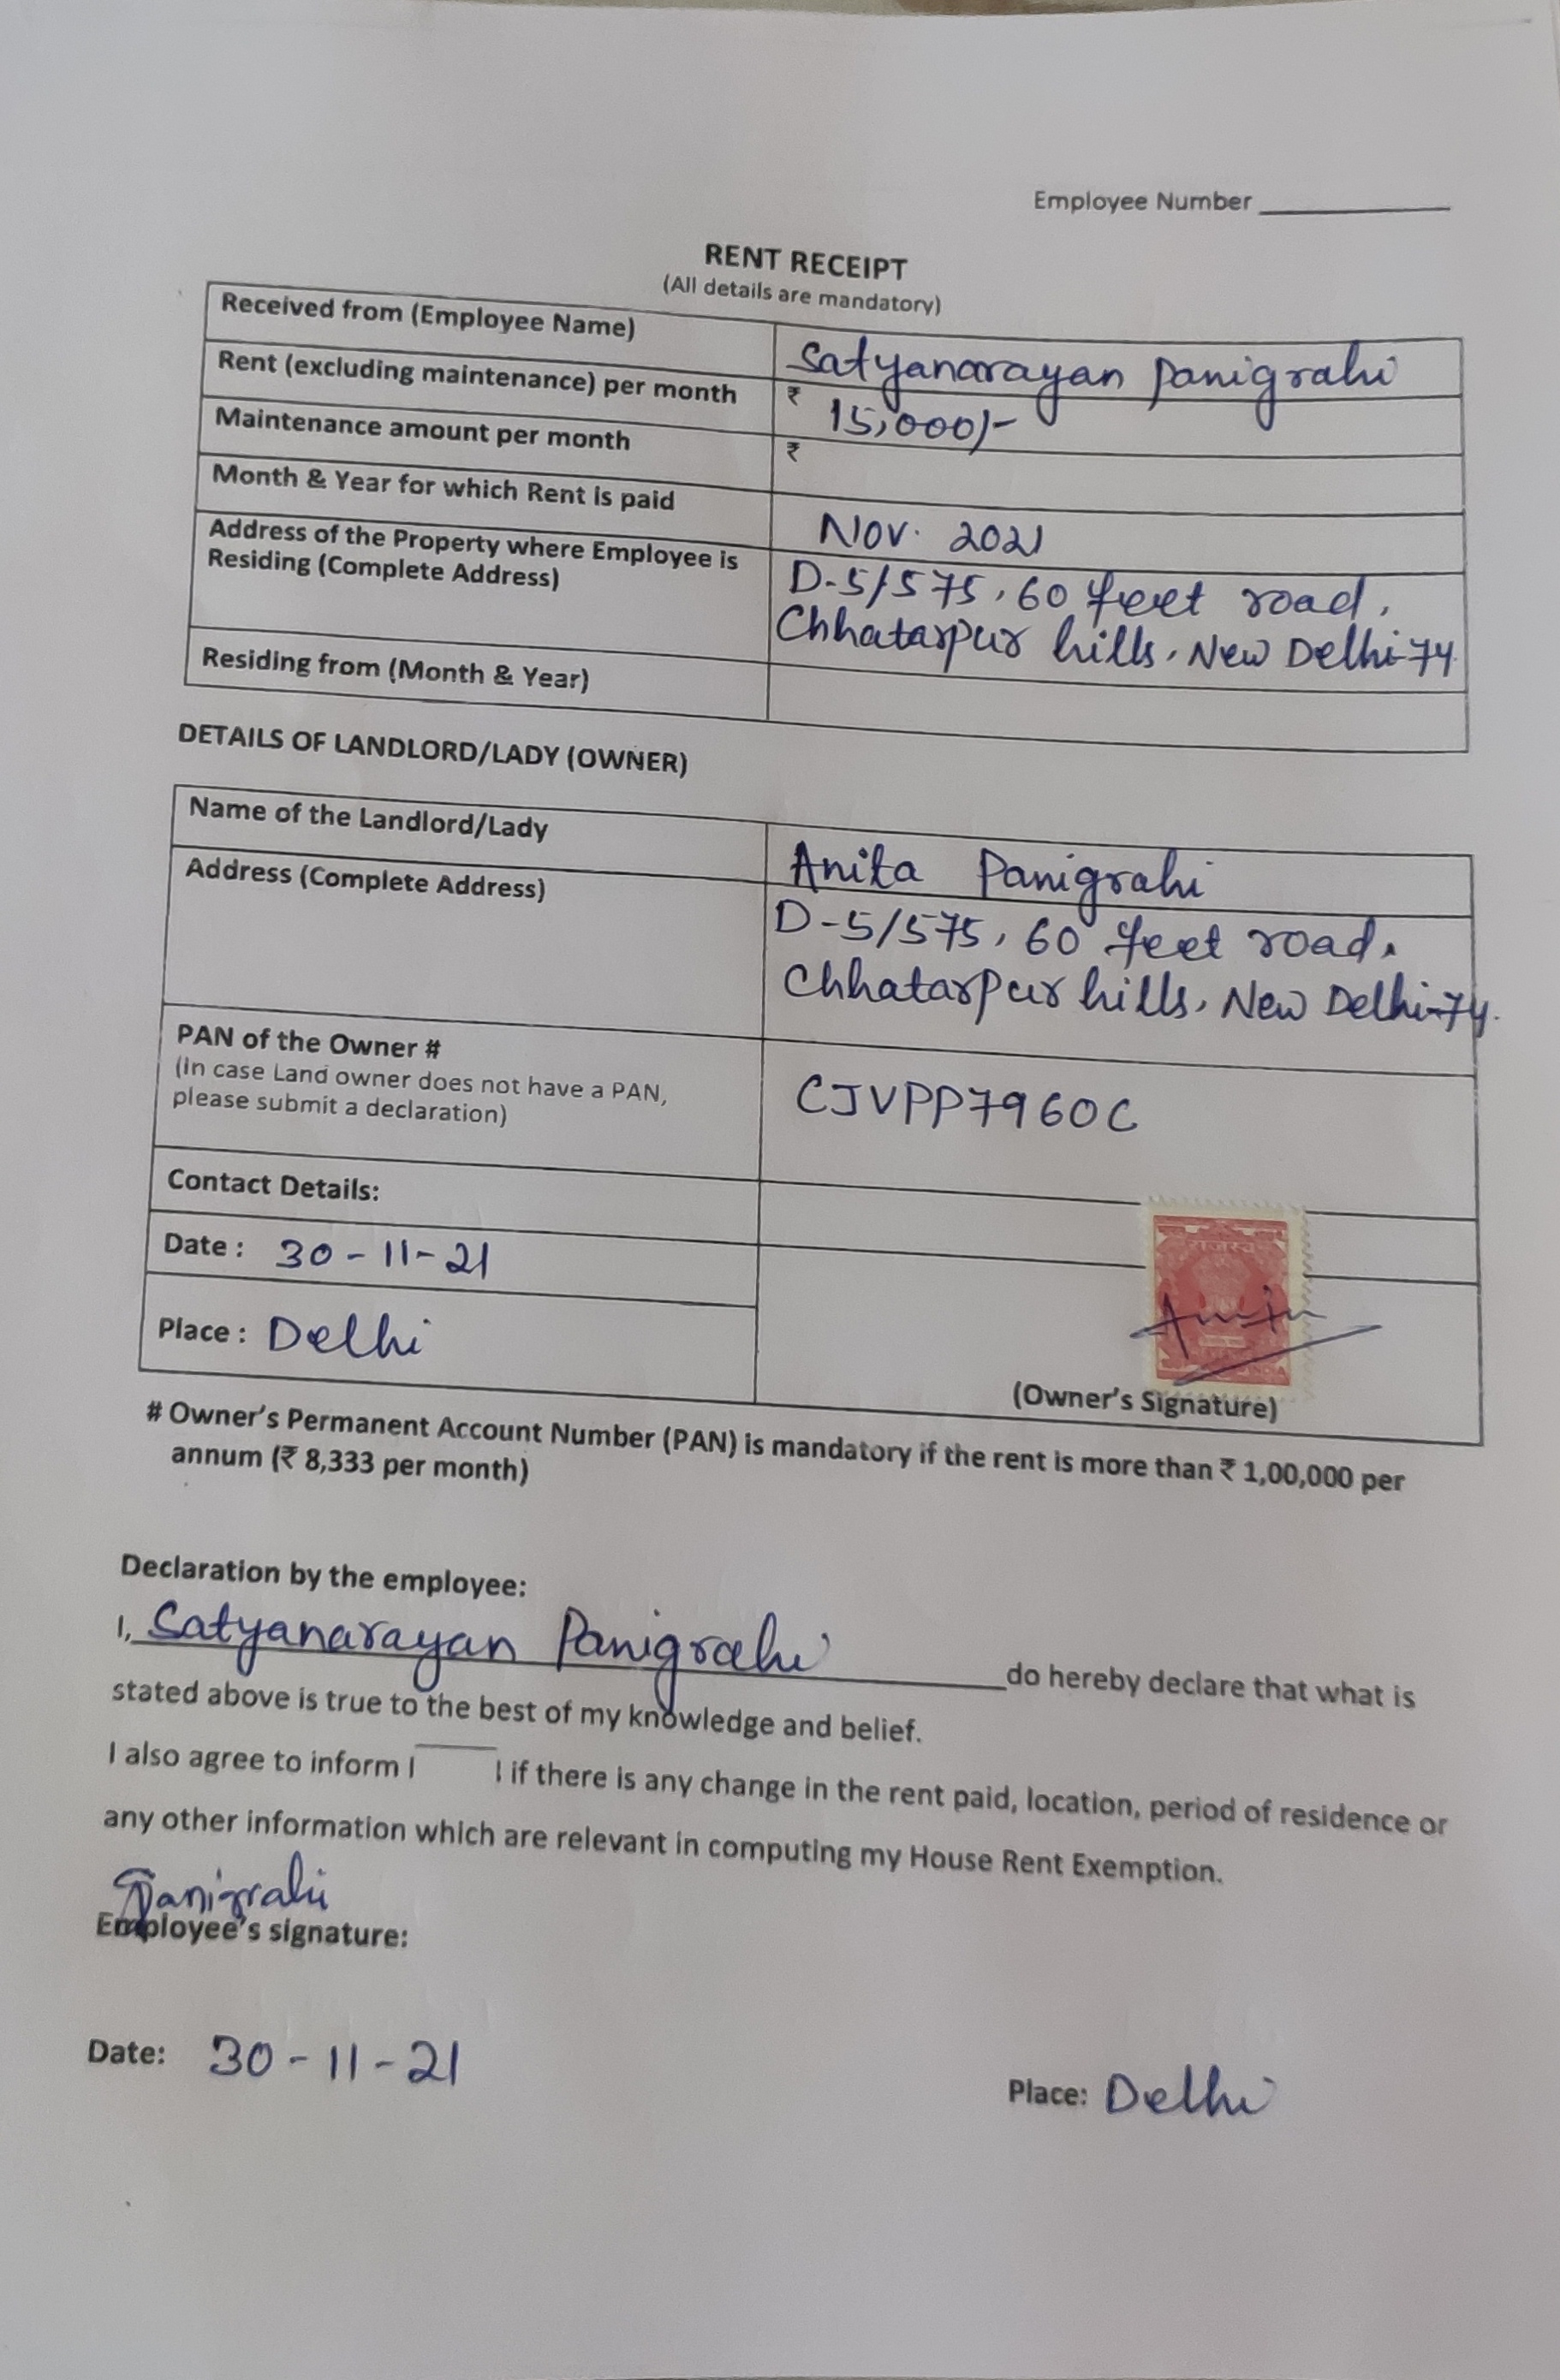 Employee Number
RENT RECEIPT
(All details are mandatory)
Received from (Employee Name) Satyanarayan Panigrahi
Rent (excluding maintenance) per month ₹ 15,000/-
Maintenance amount per month ₹
Month & Year for which Rent is paid Nov. 2021
Address of the Property where Employee is D-5/575, 60 feet road,
Residing (Complete Address) Chhatarpur hills, New Delhi-74
Residing from (Month & Year)
DETAILS OF LANDLORD/LADY (OWNER)
Name of the Landlord/Lady Anita Panigrahi
Address (Complete Address) D-5/575, 60 feet road,
Chhatarpur hills, New Delhi-74.
PAN of the Owner #
(In case Land owner does not have a PAN, CJVPP7960C
please submit a declaration)
Contact Details:
राजस्व
Date : 30-11-21
Place : Delhi
INDIA
(Owner's Signature)
# Owner's Permanent Account Number (PAN) is mandatory if the rent is more than ₹ 1,00,000 per
annum (₹ 8,333 per month)
Declaration by the employee:
I, Satyanarayan Panigrahi do hereby declare that what is
stated above is true to the best of my knowledge and belief.
I also agree to inform if there is any change in the rent paid, location, period of residence or
any other information which are relevant in computing my House Rent Exemption.
Panigrahi
Employee's signature:
Date: 30-11-21
Place: Delhi